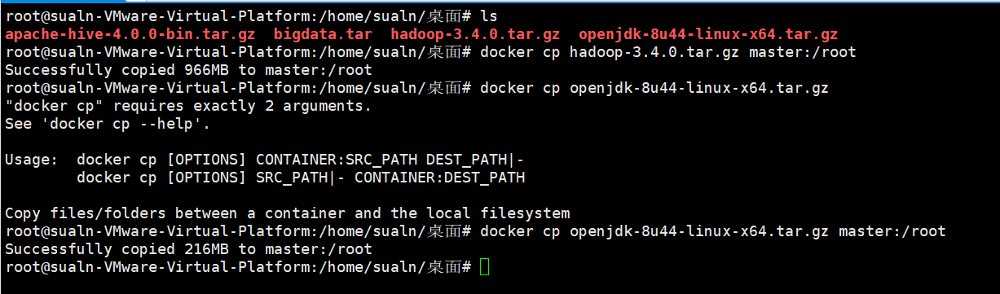 root@sualn-VMware-Virtual-Platform:/home/sualn/桌面# ls
apache-hive-4.0.0-bin.tar.gz  bigdata.tar  hadoop-3.4.0.tar.gz  openjdk-8u44-linux-x64.tar.gz
root@sualn-VMware-Virtual-Platform:/home/sualn/桌面# docker cp hadoop-3.4.0.tar.gz master:/root
Successfully copied 966MB to master:/root
root@sualn-VMware-Virtual-Platform:/home/sualn/桌面# docker cp openjdk-8u44-linux-x64.tar.gz
"docker cp" requires exactly 2 arguments.
See 'docker cp --help'.

Usage:  docker cp [OPTIONS] CONTAINER:SRC_PATH DEST_PATH|-
        docker cp [OPTIONS] SRC_PATH|- CONTAINER:DEST_PATH

Copy files/folders between a container and the local filesystem
root@sualn-VMware-Virtual-Platform:/home/sualn/桌面# docker cp openjdk-8u44-linux-x64.tar.gz master:/root
Successfully copied 216MB to master:/root
root@sualn-VMware-Virtual-Platform:/home/sualn/桌面#